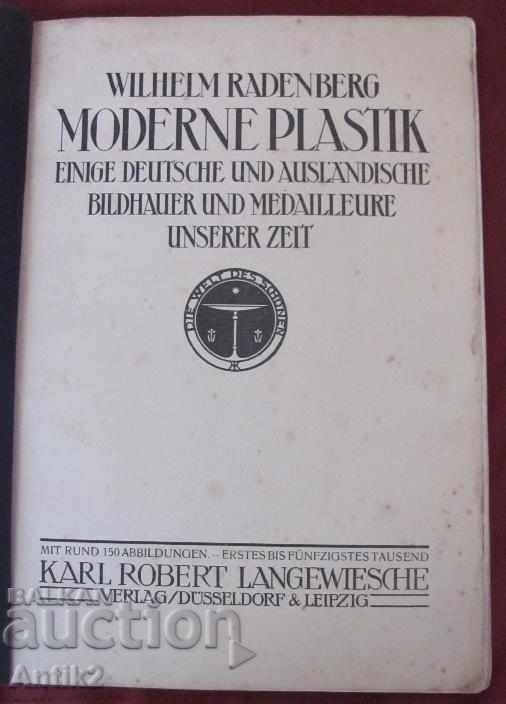 WILHELM RADENBERG
MODERNE PLASTIK
EINIGE DEUTSCHE UND AUSLÄNDISCHE
BILDHAUER UND MEDAILLEURE
UNSERER ZEIT
DIE WELT DES SCHÖNEN
MIT RUND 150 ABBILDUNGEN. – ERSTES BIS FÜNFZIGSTES TAUSEND
KARL ROBERT LANGEWIESCHE
VERLAG/DÜSSELDORF & LEIPZIG
BALKAN
auction
Antik2